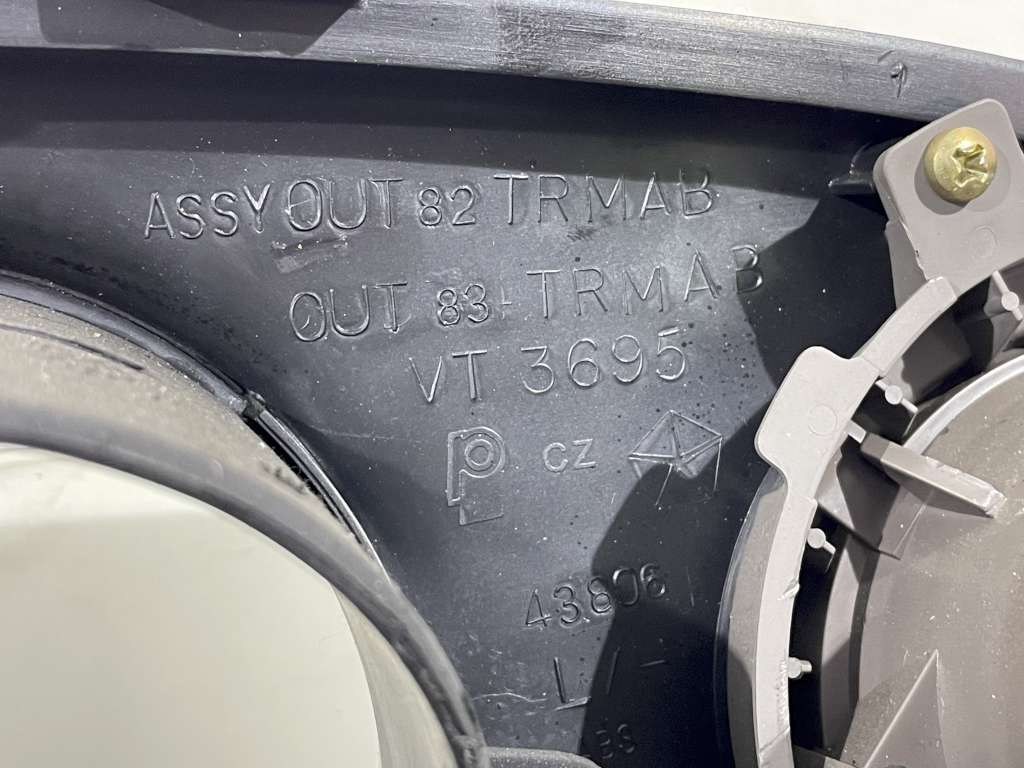 ASSY OUT 82 TRMAB
OUT 83 TRMAB
VT 3695
CZ
43806
L / -